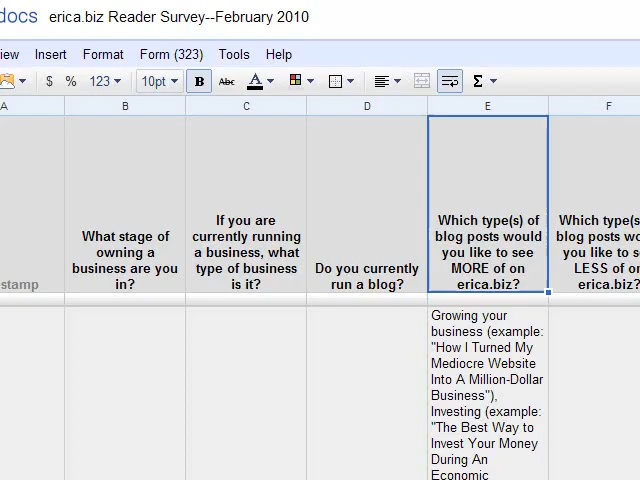 docs erica.biz Reader Survey--February 2010
iew Insert Format Form (323) Tools Help
$ % 123 10pt B Abc A Σ
A B C D E F
stamp
What stage of
owning a
business are you
in?
If you are
currently running
a business, what
type of business
is it?
Do you currently
run a blog?
Which type(s) of
blog posts would
you like to see
MORE of on
erica.biz?
Which type(s
blog posts wo
you like to se
LESS of on
erica.biz?
Growing your
business (example:
"How I Turned My
Mediocre Website
Into A Million-Dollar
Business"),
Investing (example:
"The Best Way to
Invest Your Money
During An
Economic